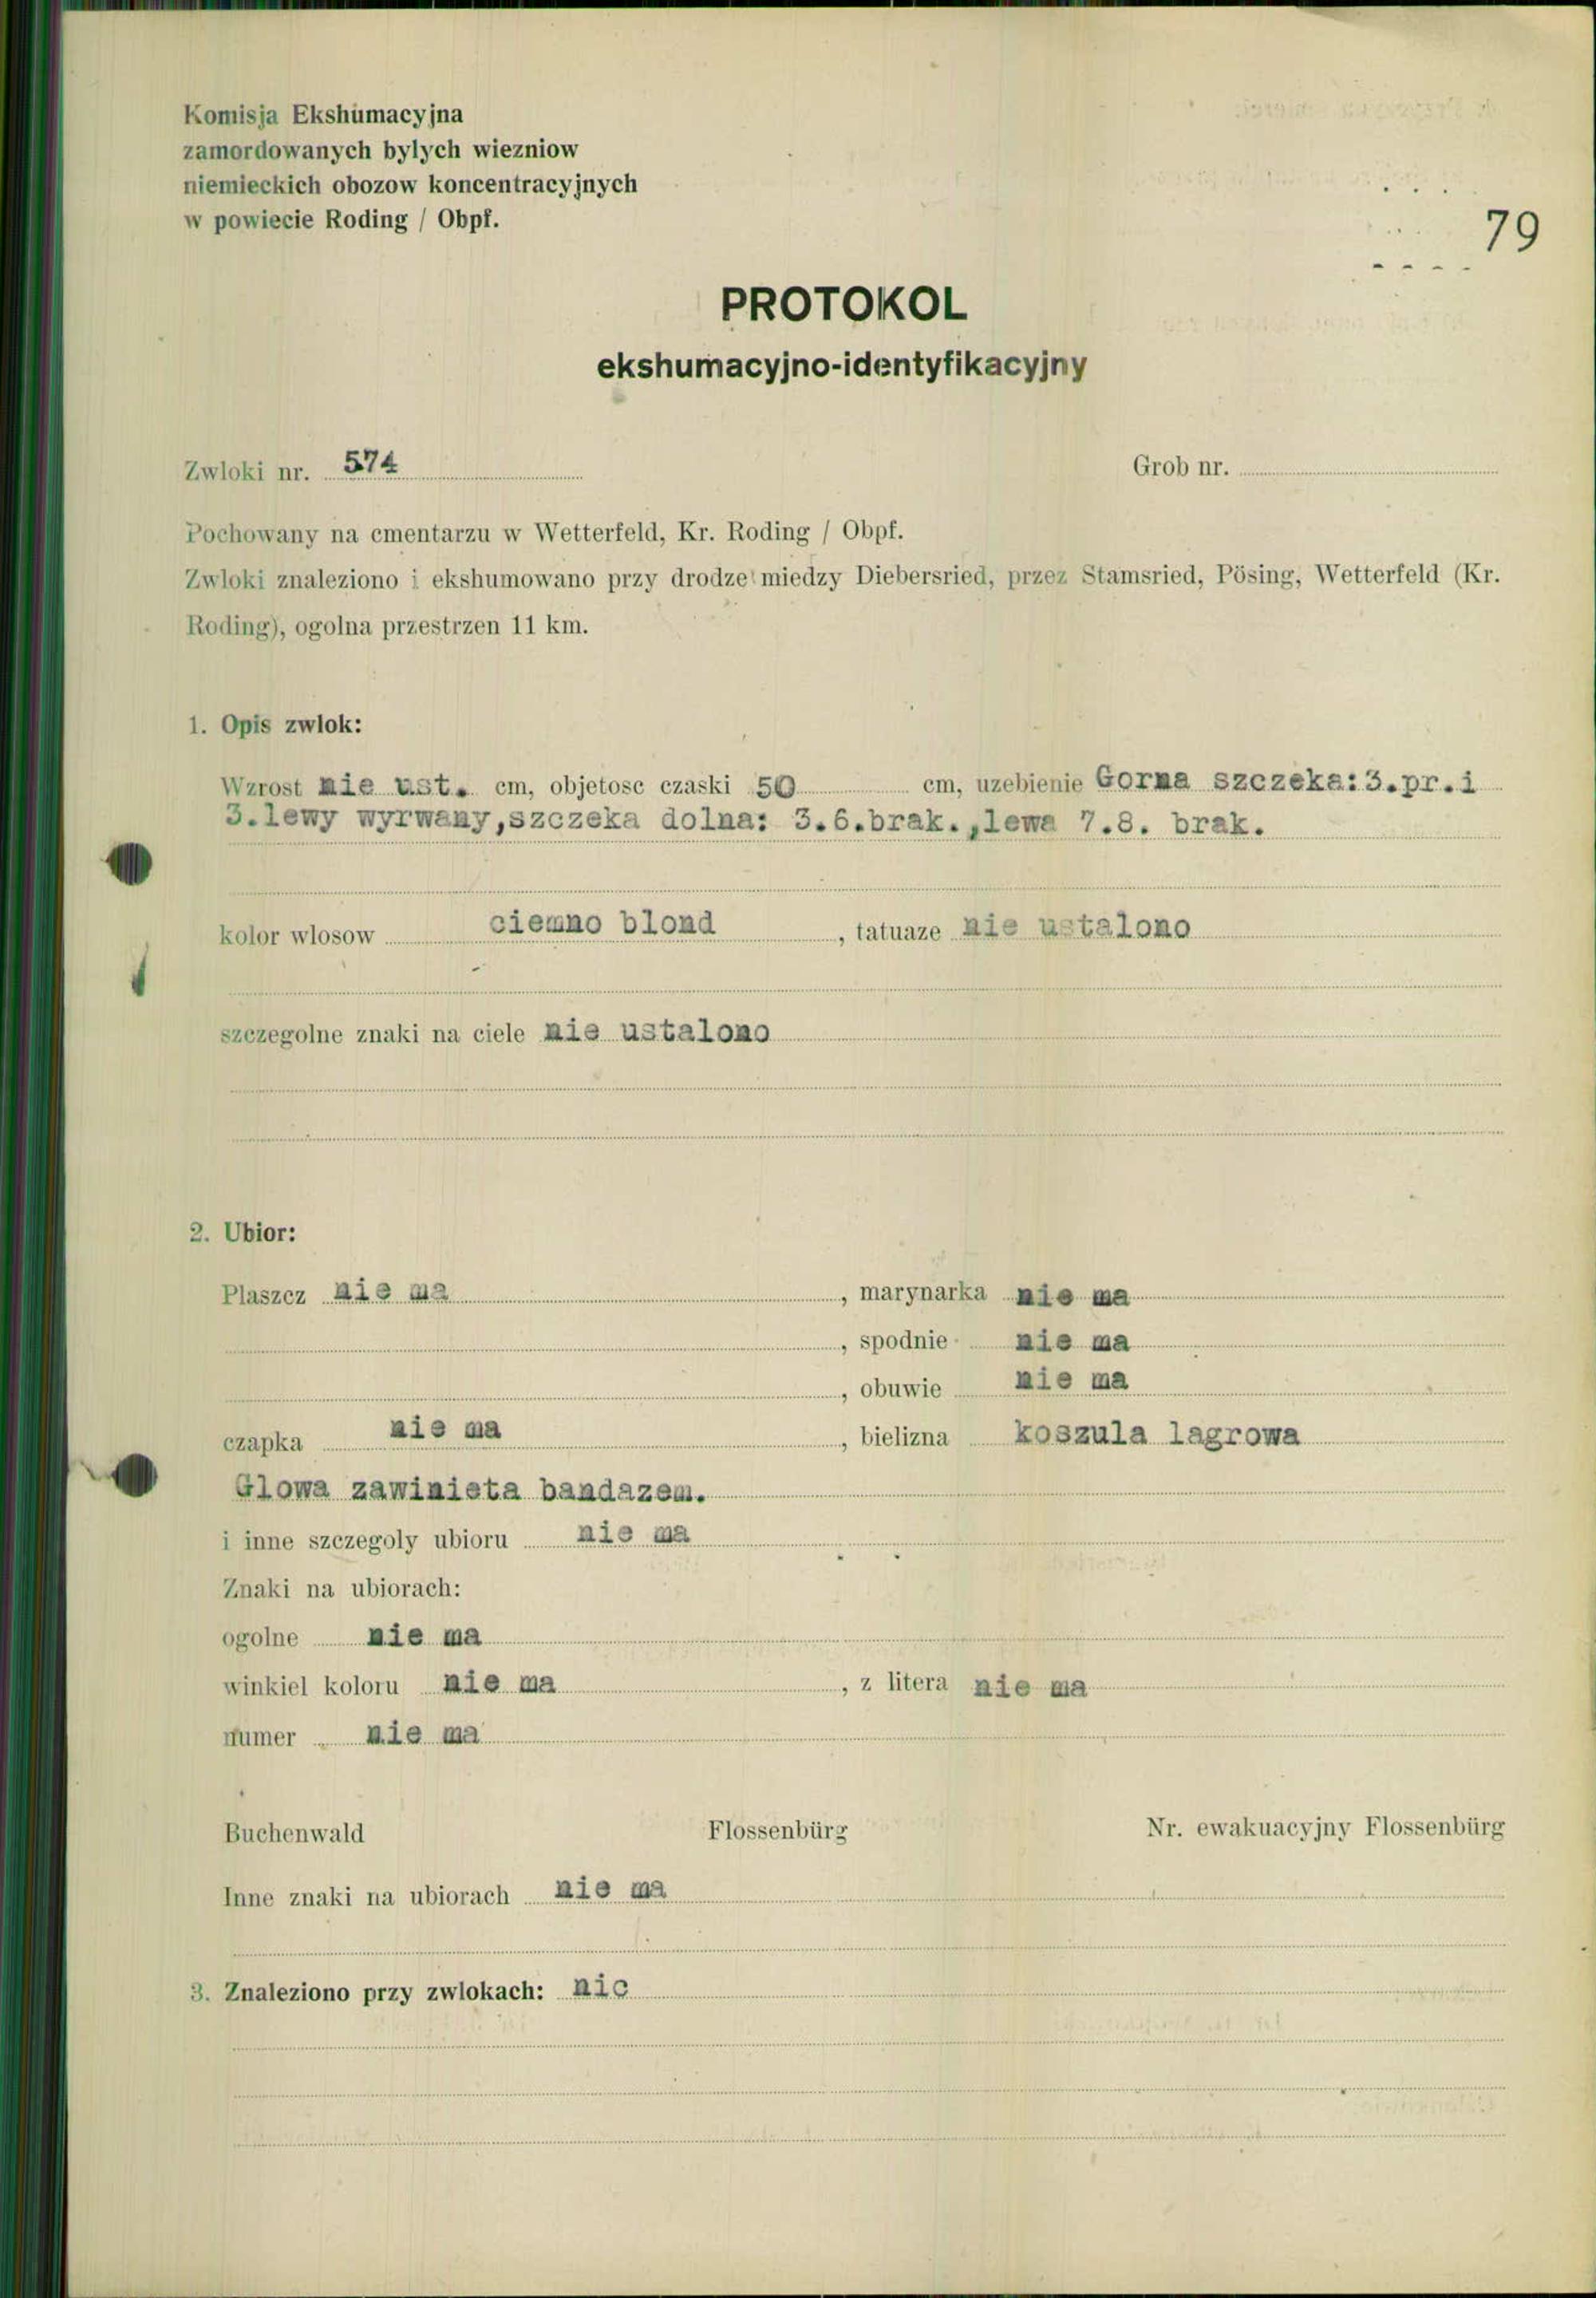 Komisja Ekshumacyjna
zamordowanych bylych wiezniow
niemieckich obozow koncentracyjnych
w powiecie Roding / Obpf.
79
PROTOKOL
ekshumacyjno-identyfikacyjny
Zwloki nr. 574 Grob nr.
Pochowany na cmentarzu w Wetterfeld, Kr. Roding / Obpf.
Zwloki znaleziono i ekshumowano przy drodze miedzy Diebersried, przez Stamsried, Pösing, Wetterfeld (Kr.
Roding), ogolna przestrzen 11 km.
1. Opis zwlok:
Wzrost nie ust. cm, objetosc czaski 50 cm, uzebienie Gorna szczeka: 3.pr.i
3.lewy wyrwany,szczeka dolna: 3.6.brak.,lewa 7.8. brak.
kolor wlosow ciemno blond , tatuaze nie ustalono
szczegolne znaki na ciele nie ustalono
2. Ubior:
Plaszcz nie ma , marynarka nie ma
, spodnie nie ma
, obuwie nie ma
czapka nie ma , bielizna koszula lagrowa
Glowa zawinieta bandazem.
i inne szczegoly ubioru nie ma
Znaki na ubiorach:
ogolne nie ma
winkiel koloru nie ma , z litera nie ma
numer nie ma
Buchenwald Flossenbürg Nr. ewakuacyjny Flossenbürg
Inne znaki na ubiorach nie ma
3. Znaleziono przy zwlokach: nic